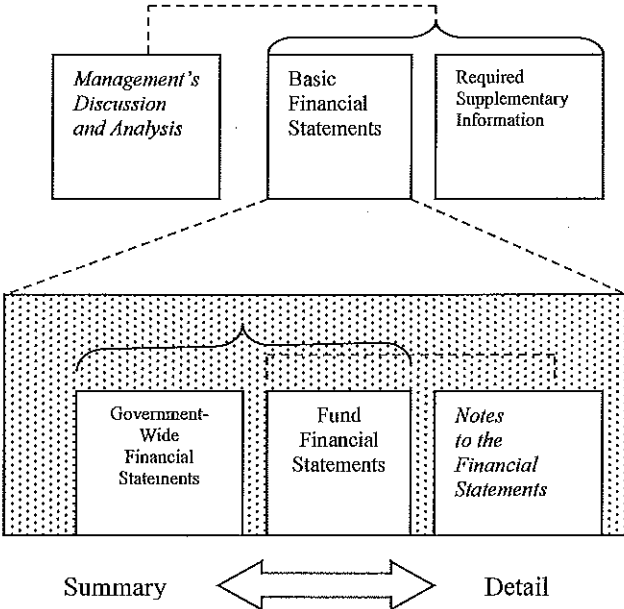 Management's
Discussion
and Analysis
Basic
Financial
Statements
Required
Supplementary
Information
Government-
Wide
Financial
Statements
Fund
Financial
Statements
Notes
to the
Financial
Statements
Summary
Detail